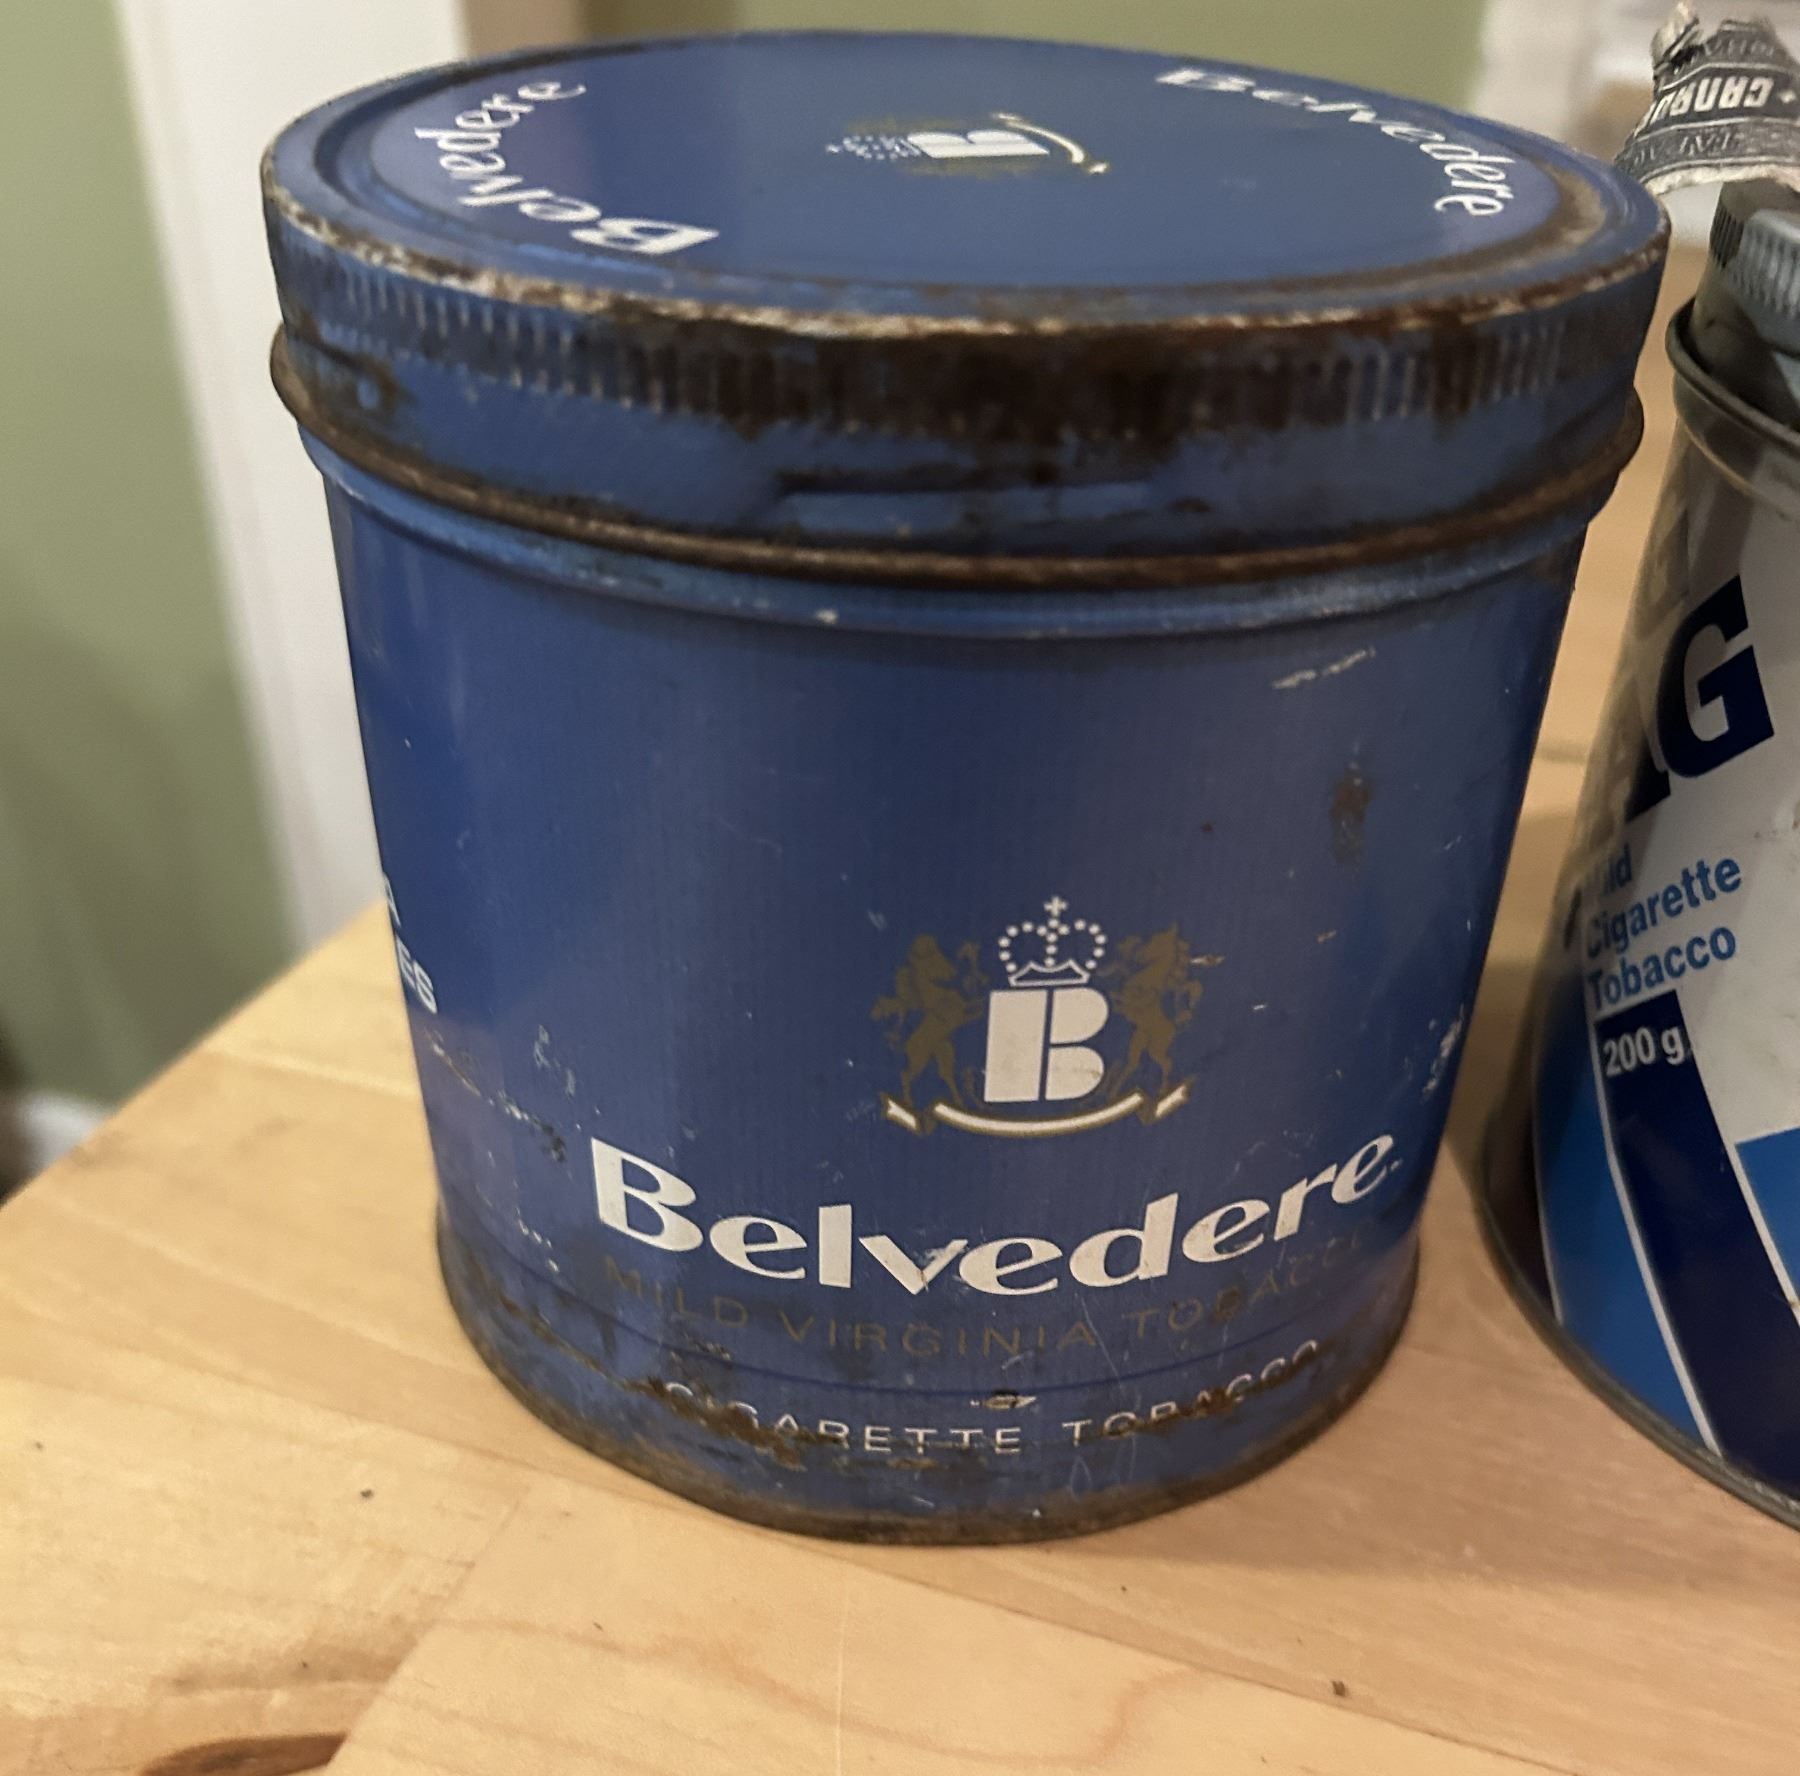 Belvedere
Belvedere
B
B
Belvedere
MILD VIRGINIA TOBACCO
CIGARETTE TOBACCO
G
Cigarette
Tobacco
200 g